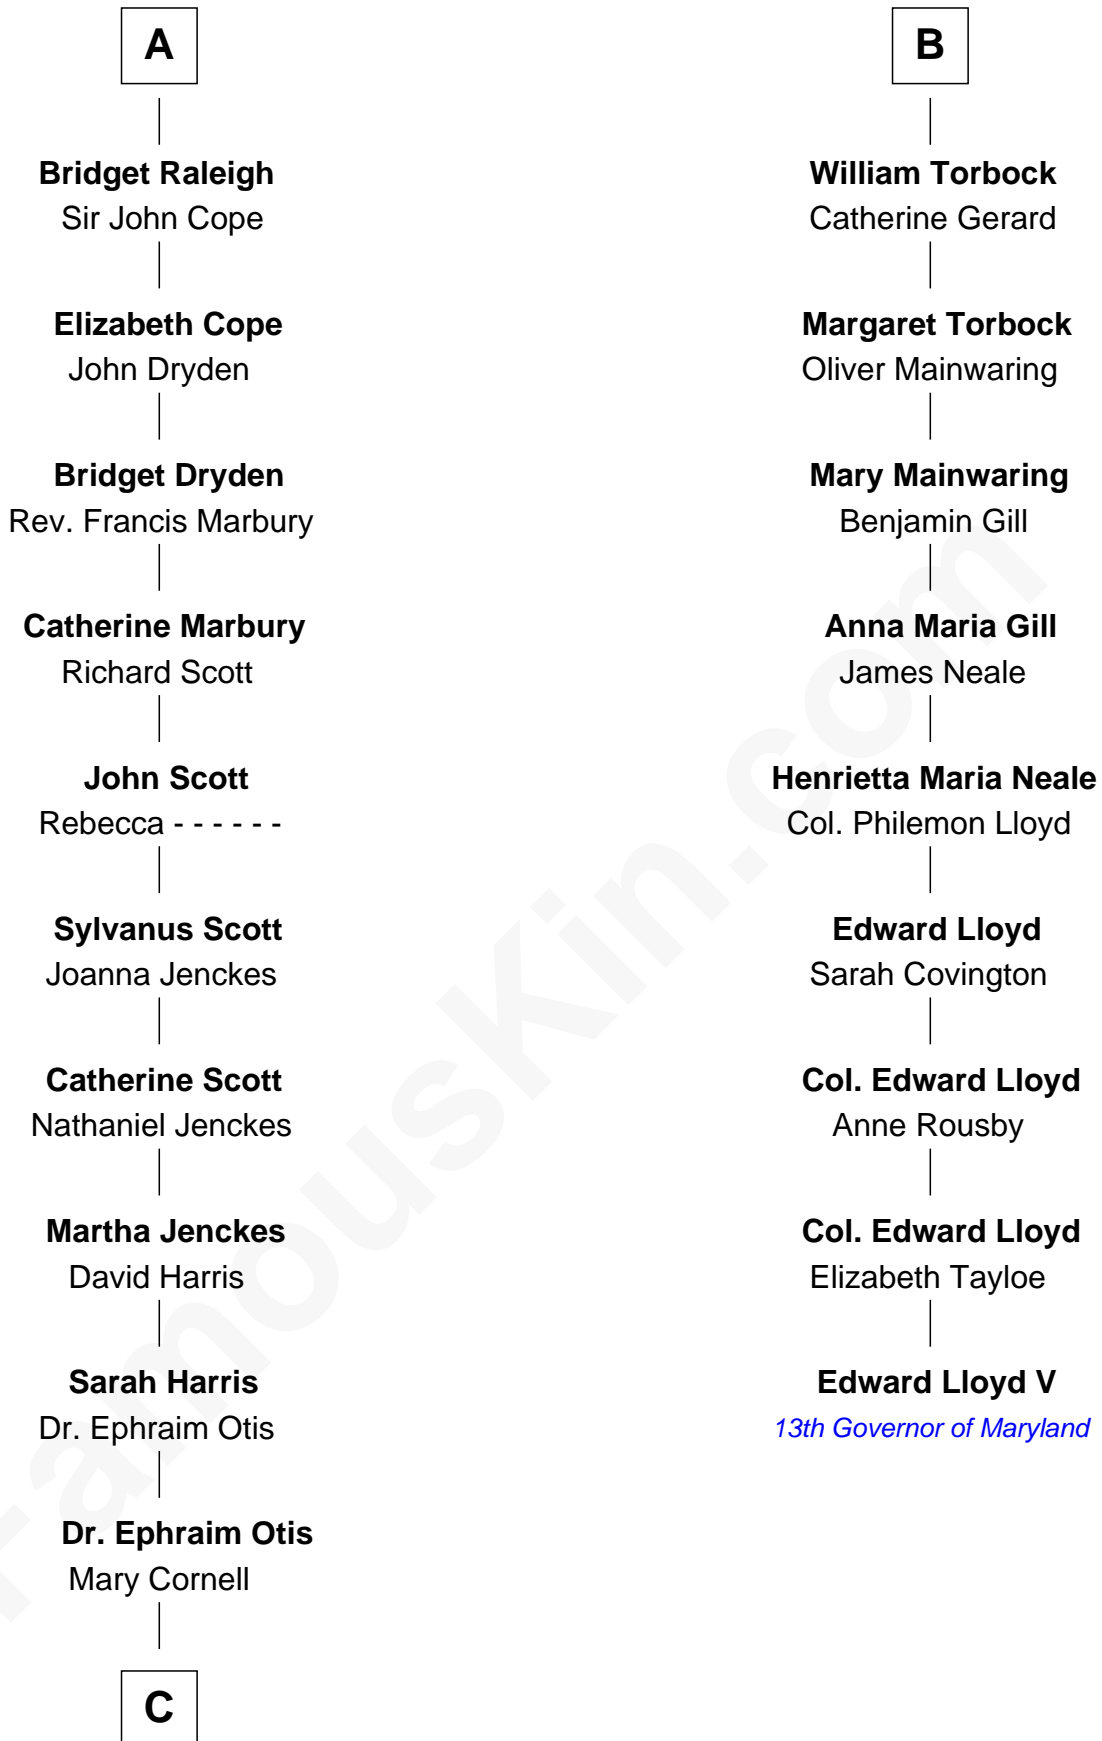 A
Bridget Raleigh
Sir John Cope
Elizabeth Cope
John Dryden
Bridget Dryden
Rev. Francis Marbury
Catherine Marbury
Richard Scott
John Scott
Rebecca - - - - - -
Sylvanus Scott
Joanna Jenckes
Catherine Scott
Nathaniel Jenckes
Martha Jenckes
David Harris
Sarah Harris
Dr. Ephraim Otis
Dr. Ephraim Otis
Mary Cornell
C
B
William Torbock
Catherine Gerard
Margaret Torbock
Oliver Mainwaring
Mary Mainwaring
Benjamin Gill
Anna Maria Gill
James Neale
Henrietta Maria Neale
Col. Philemon Lloyd
Edward Lloyd
Sarah Covington
Col. Edward Lloyd
Anne Rousby
Col. Edward Lloyd
Elizabeth Tayloe
Edward Lloyd V
13th Governor of Maryland
FamousKin.com